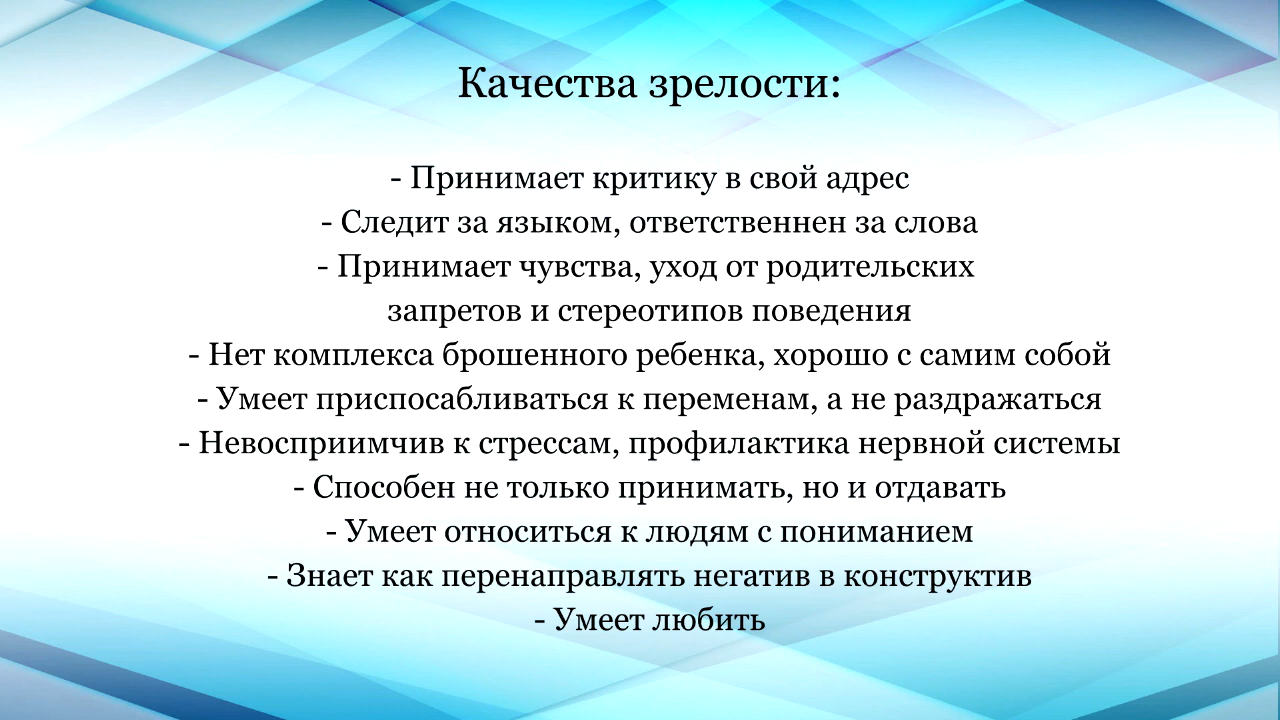 Качества зрелости:
- Принимает критику в свой адрес
- Следит за языком, ответственнен за слова
- Принимает чувства, уход от родительских
запретов и стереотипов поведения
- Нет комплекса брошенного ребенка, хорошо с самим собой
- Умеет приспосабливаться к переменам, а не раздражаться
- Невосприимчив к стрессам, профилактика нервной системы
- Способен не только принимать, но и отдавать
- Умеет относиться к людям с пониманием
- Знает как перенаправлять негатив в конструктив
- Умеет любить